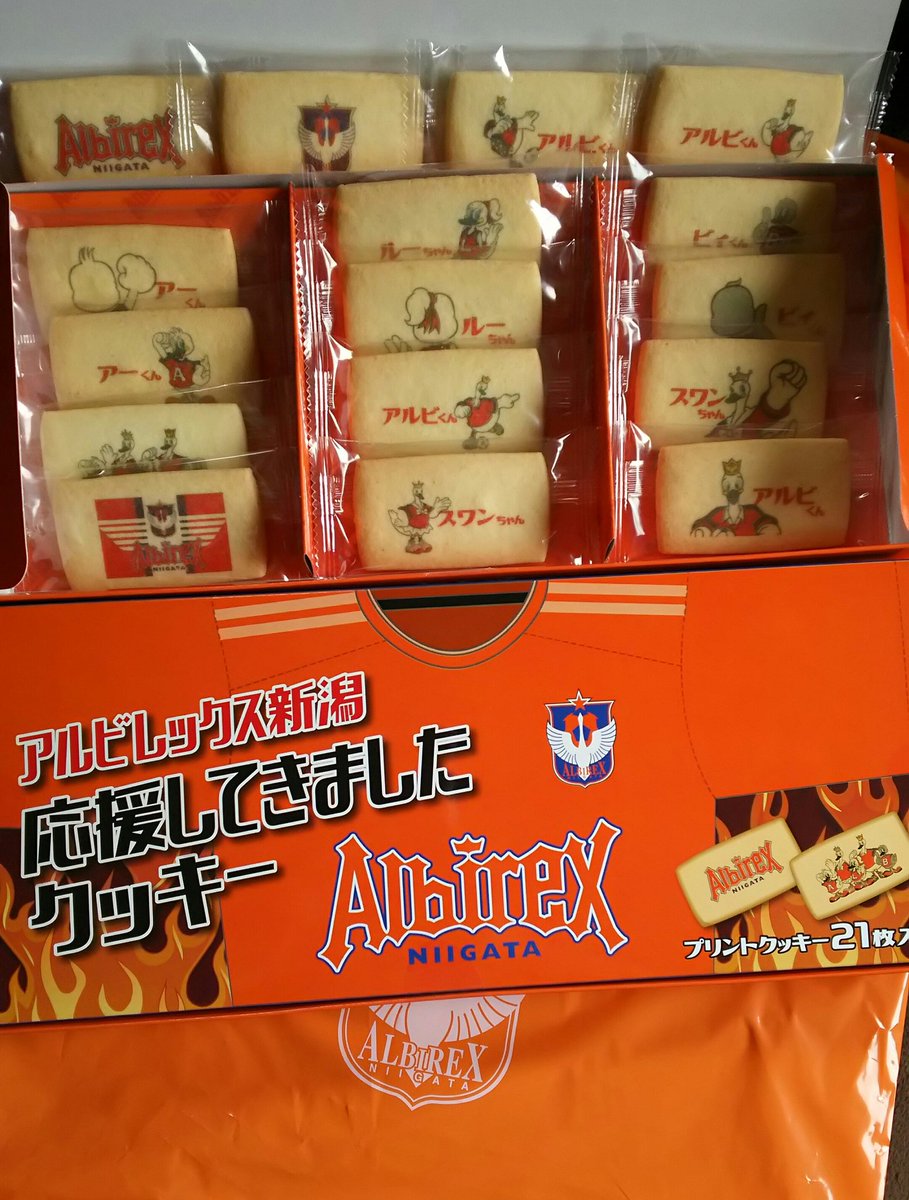 Albirex
NIIGATA
アルビくん
アルビくん
アーくん
ルーちゃん
ビィくん
アーくん
A
ルーちゃん
ビィ
アルビくん
スワンちゃん
Albirex
NIIGATA
スワンちゃん
アルビくん
アルビレックス新潟
応援してきました
クッキー
ALBIREX
Albirex
NIIGATA
Albirex
NIIGATA
プリントクッキー21枚入
ALBIREX
NIIGATA